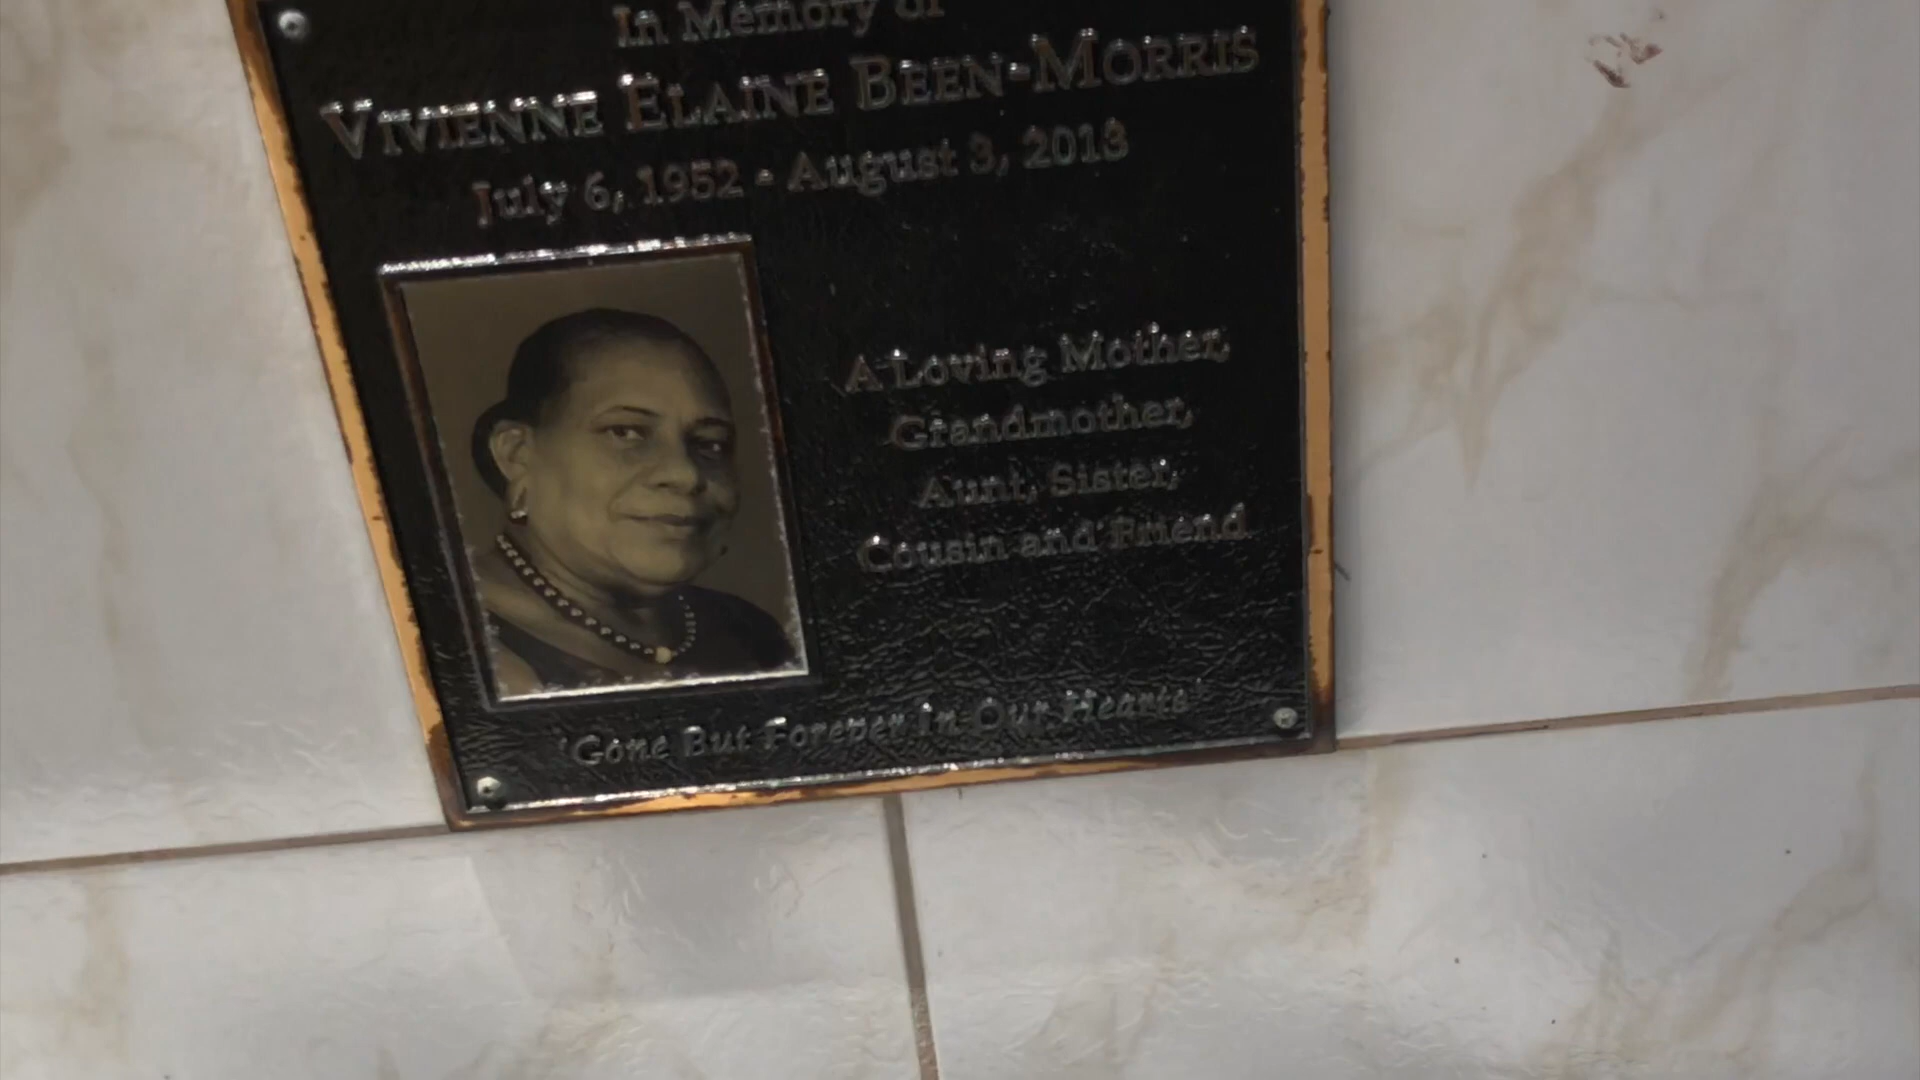 In Memory of
VIVIENNE ELAINE BEEN-MORRIS
July 6, 1952 - August 3, 2013
A Loving Mother,
Grandmother,
Aunt, Sister,
Cousin and Friend
'Gone But Forever In Our Hearts'